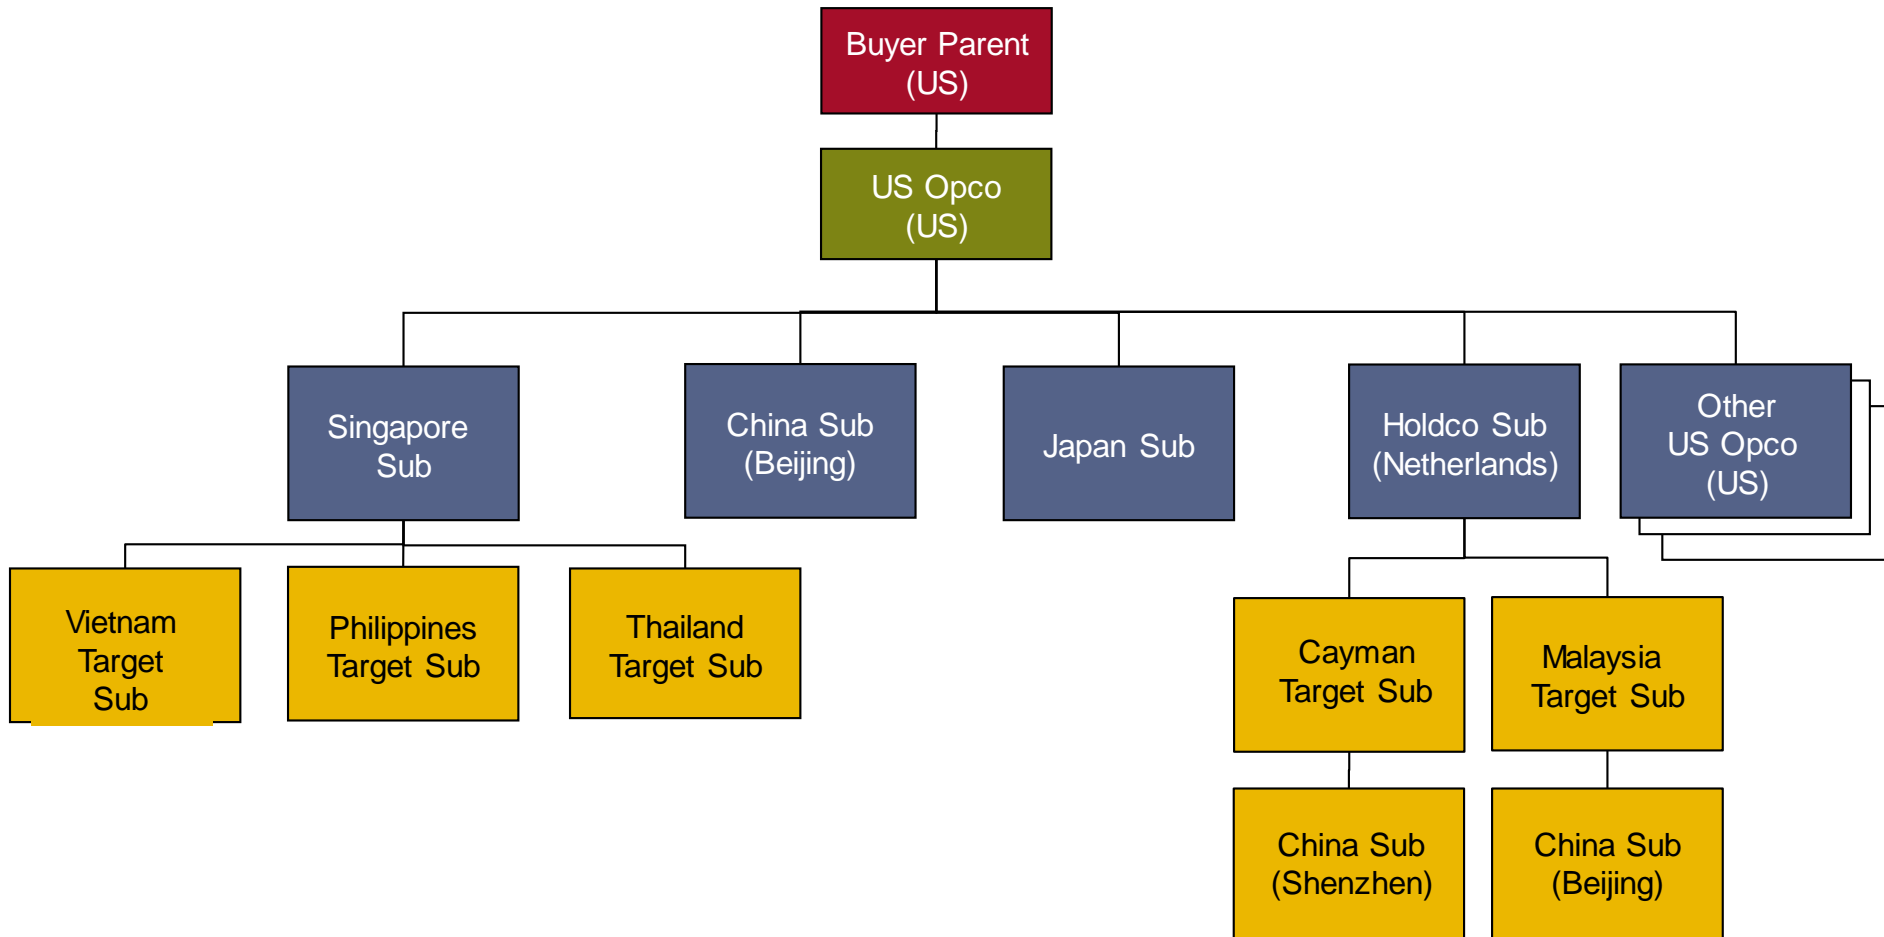 Buyer Parent
(US)
US Opco
(US)
Singapore
Sub
China Sub
(Beijing)
Japan Sub
Holdco Sub
(Netherlands)
Other
US Opco
(US)
Vietnam
Target
Sub
Philippines
Target Sub
Thailand
Target Sub
Cayman
Target Sub
Malaysia
Target Sub
China Sub
(Shenzhen)
China Sub
(Beijing)